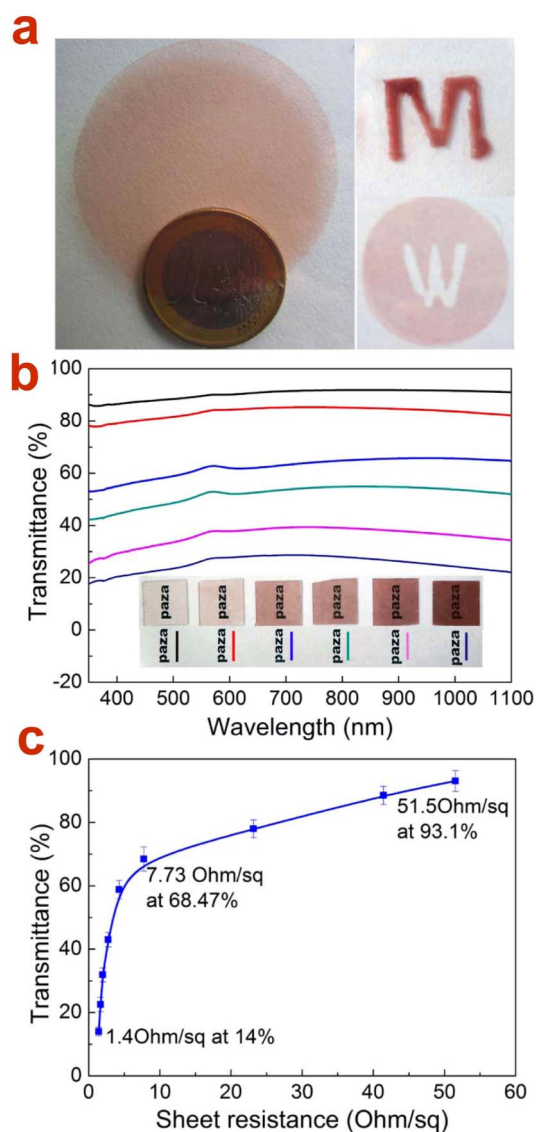 a
M
W
b
Transmittance (%)
100
80
60
40
20
0
-20
paza paza paza paza paza paza
paza paza paza paza paza paza
400 500 600 700 800 900 1000 1100
Wavelength (nm)
c
Transmittance (%)
100
80
60
40
20
0
51.5Ohm/sq
at 93.1%
7.73 Ohm/sq
at 68.47%
1.4Ohm/sq at 14%
0 10 20 30 40 50 60
Sheet resistance (Ohm/sq)